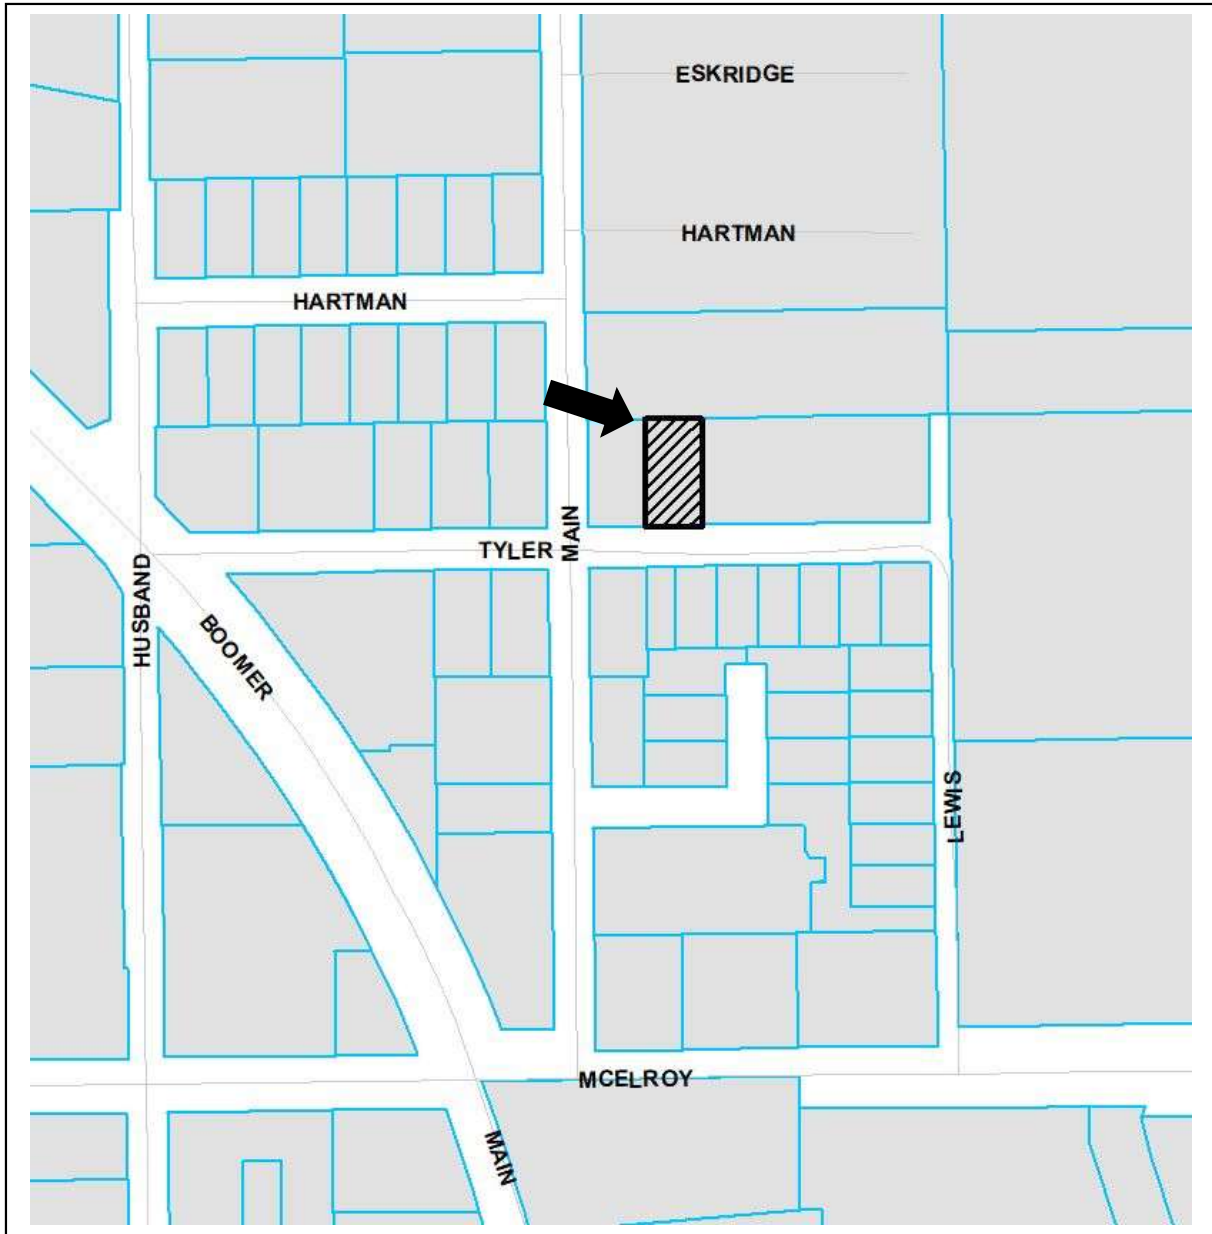 ESKRIDGE
HARTMAN
HARTMAN
TYLER
MAIN
HUSBAND
BOOMER
LEWIS
MCELROY
MAIN